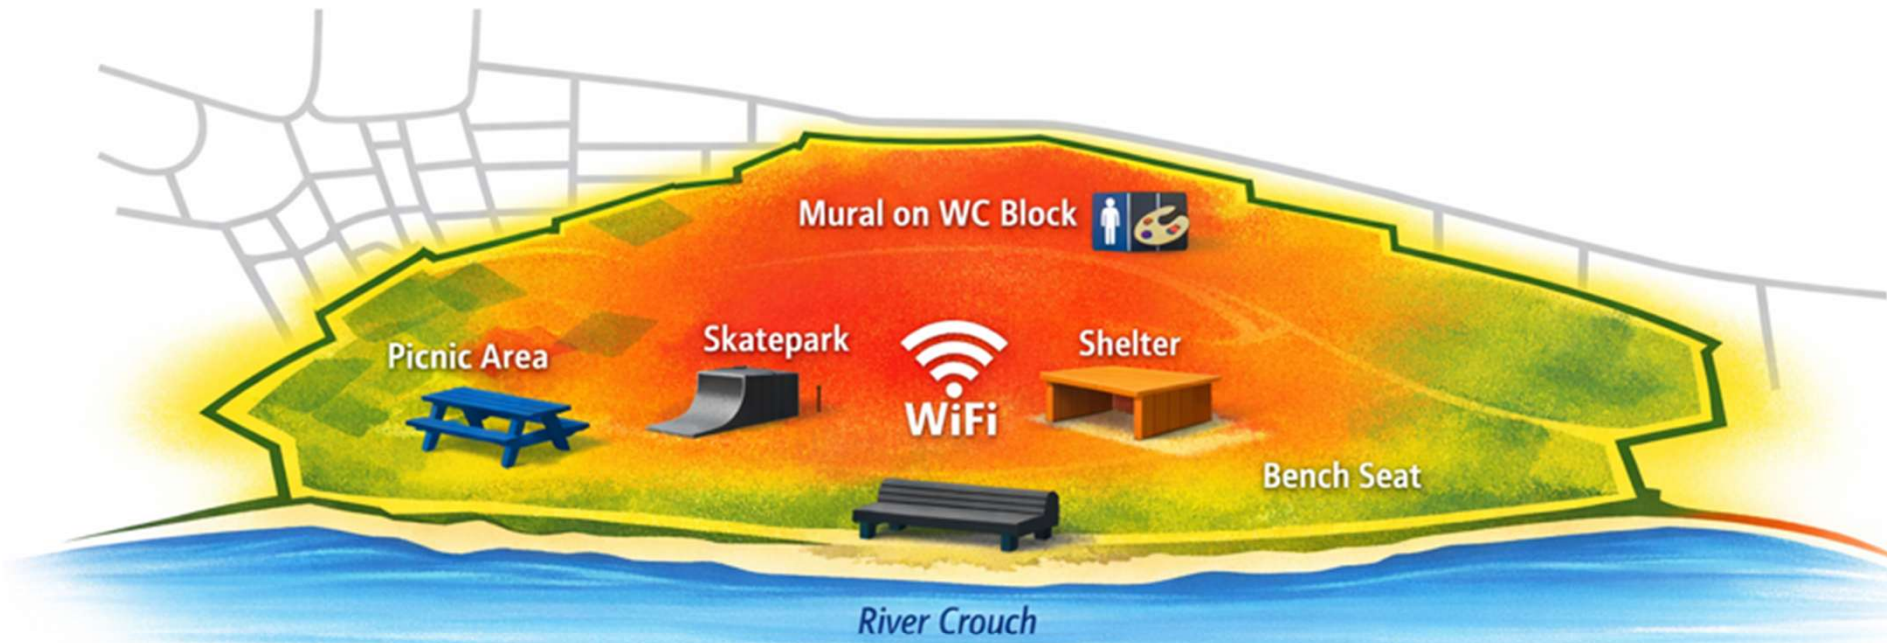 Mural on WC Block
Skatepark
Shelter
Picnic Area
WiFi
Bench Seat
River Crouch